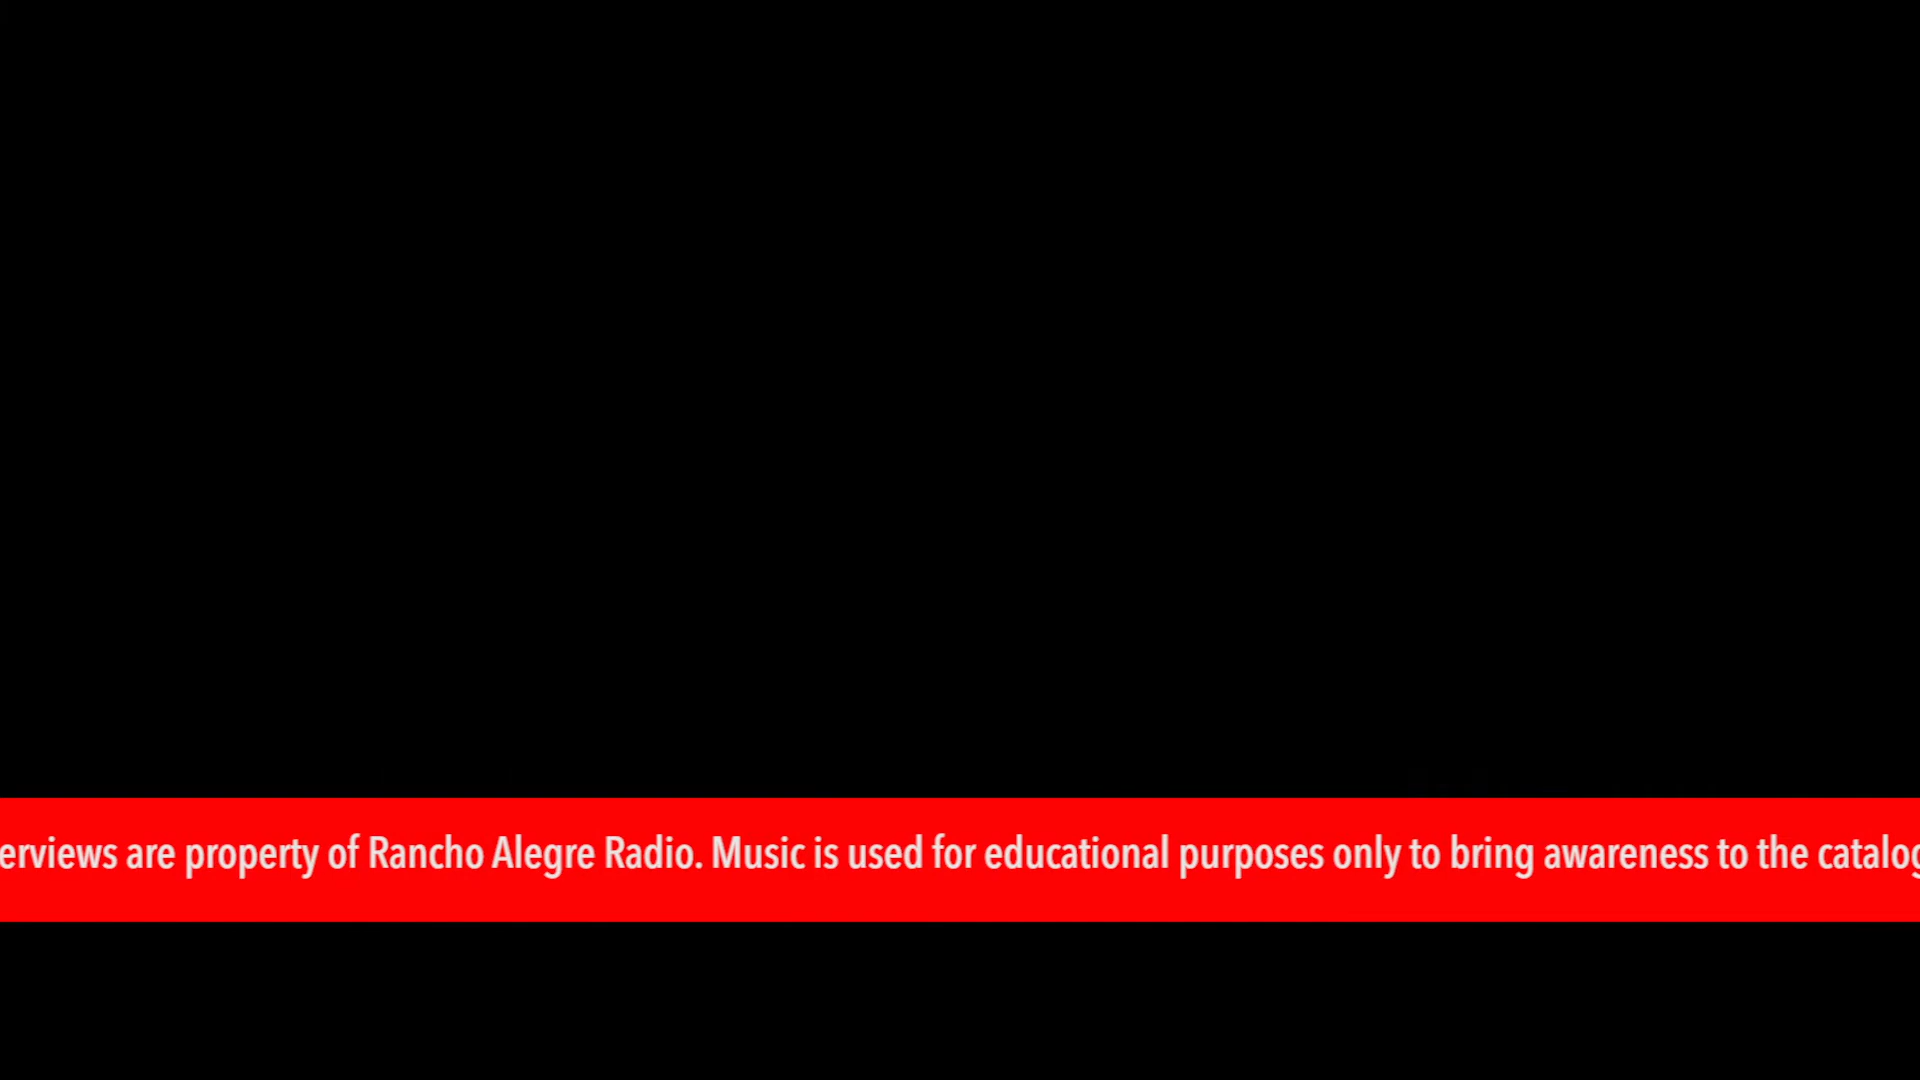 erviews are property of Rancho Alegre Radio. Music is used for educational purposes only to bring awareness to the catalog